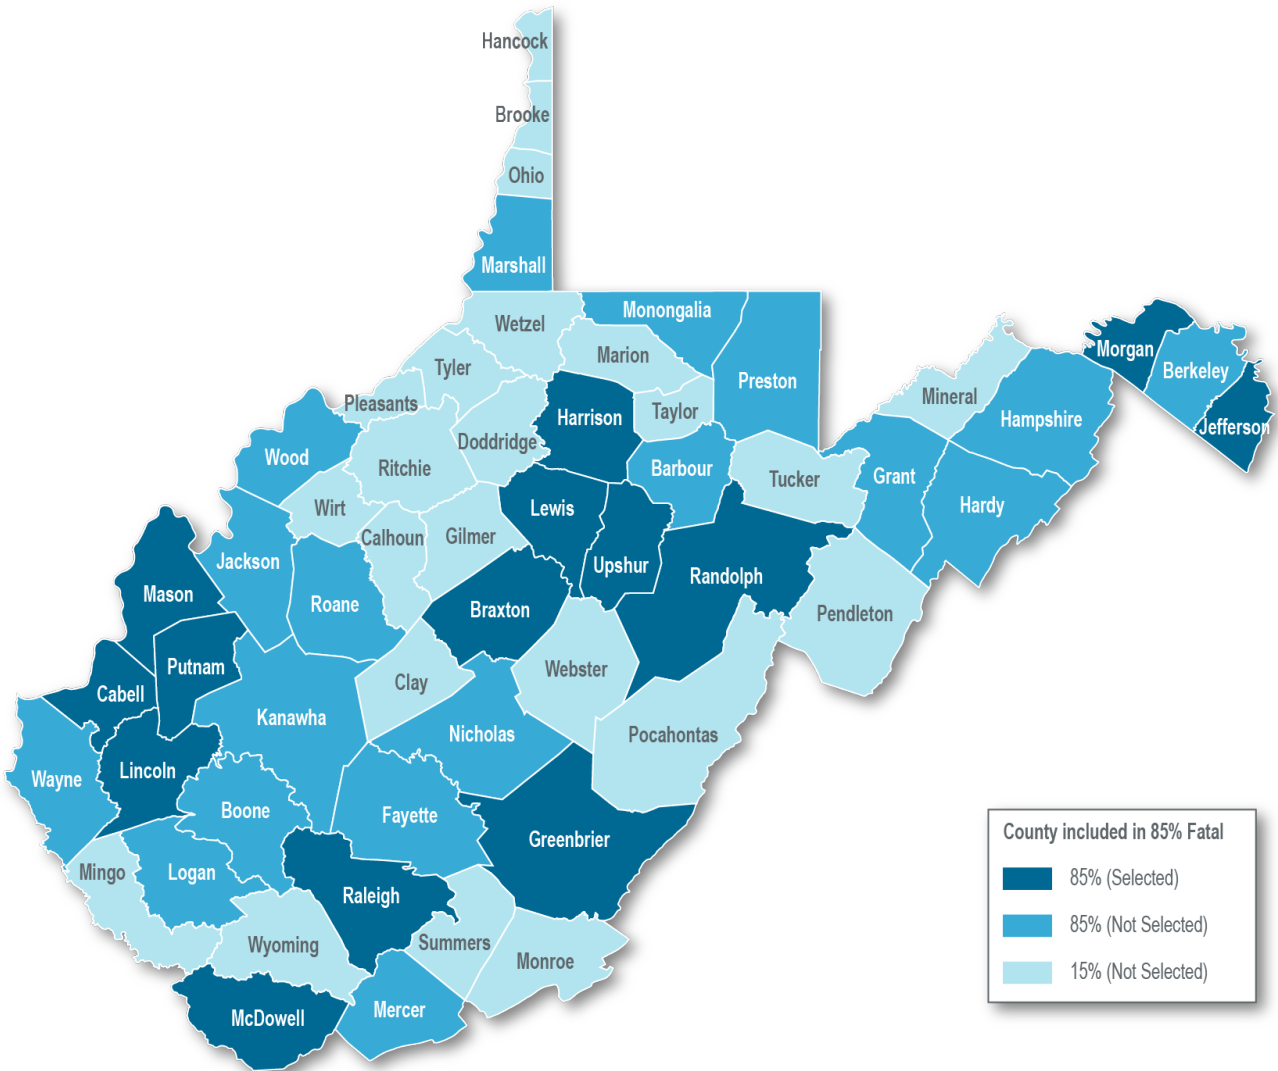 Hancock
Brooke
Ohio
Marshall
Wetzel
Monongalia
Marion
Tyler
Preston
Morgan
Berkeley
Mineral
Pleasants
Harrison
Taylor
Hampshire
Jefferson
Doddridge
Wood
Ritchie
Barbour
Tucker
Grant
Hardy
Wirt
Lewis
Calhoun
Gilmer
Jackson
Upshur
Randolph
Mason
Roane
Braxton
Pendleton
Putnam
Webster
Clay
Cabell
Kanawha
Nicholas
Pocahontas
Wayne
Lincoln
Boone
Fayette
Greenbrier
Mingo
Logan
Raleigh
Wyoming
Summers
Monroe
McDowell
Mercer
County included in 85% Fatal
85% (Selected)
85% (Not Selected)
15% (Not Selected)